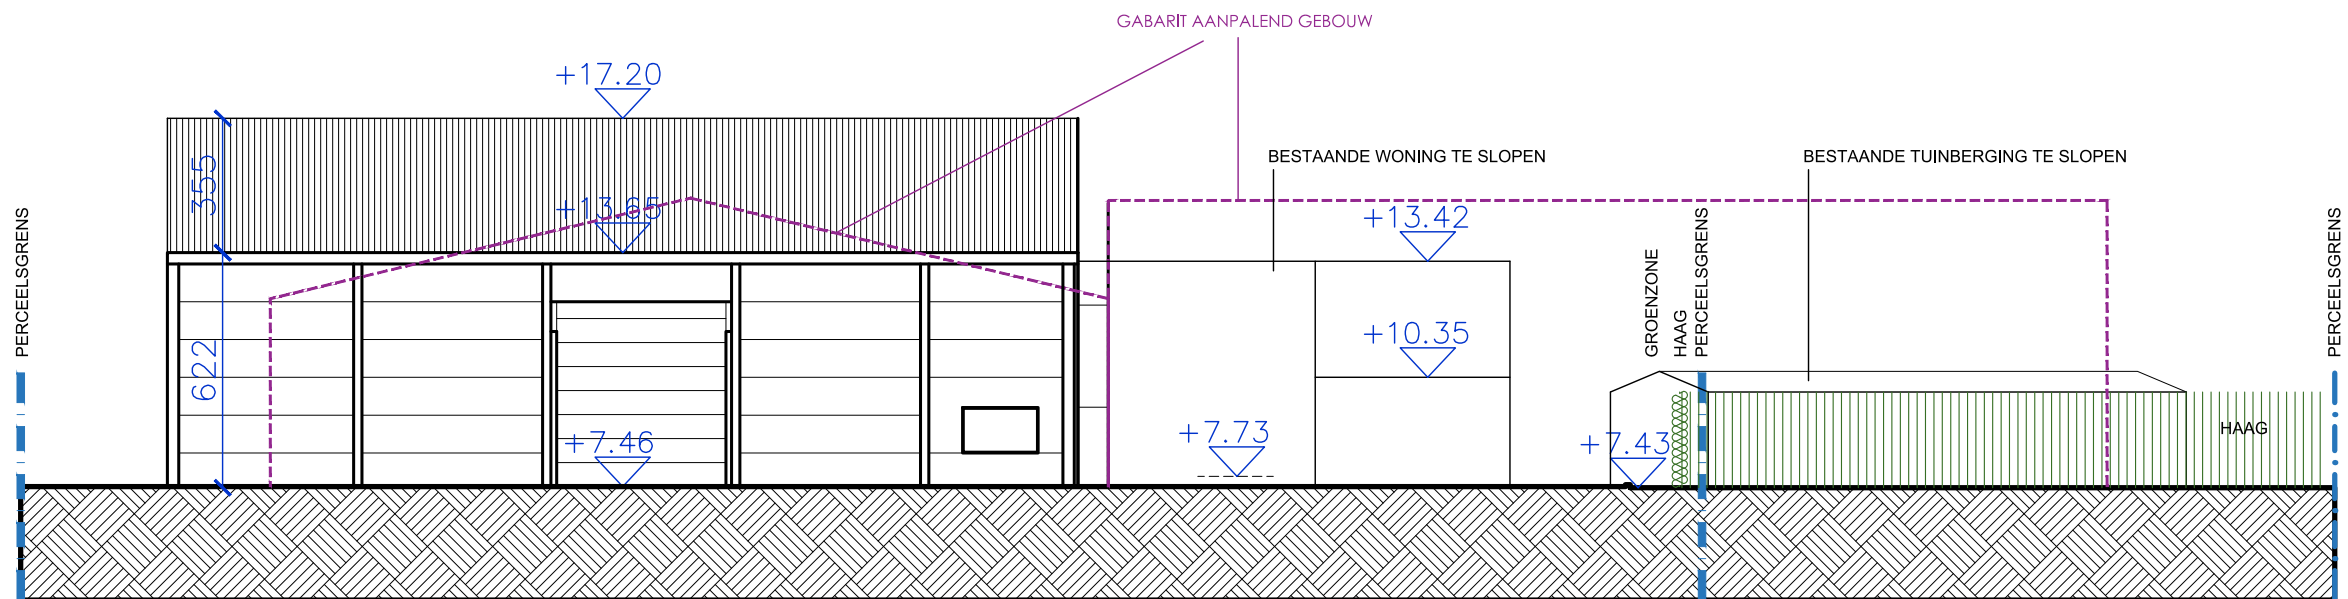 GABARIT AANPALEND GEBOUW
+17.20
BESTAANDE WONING TE SLOPEN
BESTAANDE TUINBERGING TE SLOPEN
355
+13.65
+13.42
PERCEELSGRENS
GROENZONE
HAAG
PERCEELSGRENS
PERCEELSGRENS
622
+10.35
+7.46
+7.73
+7.43
HAAG